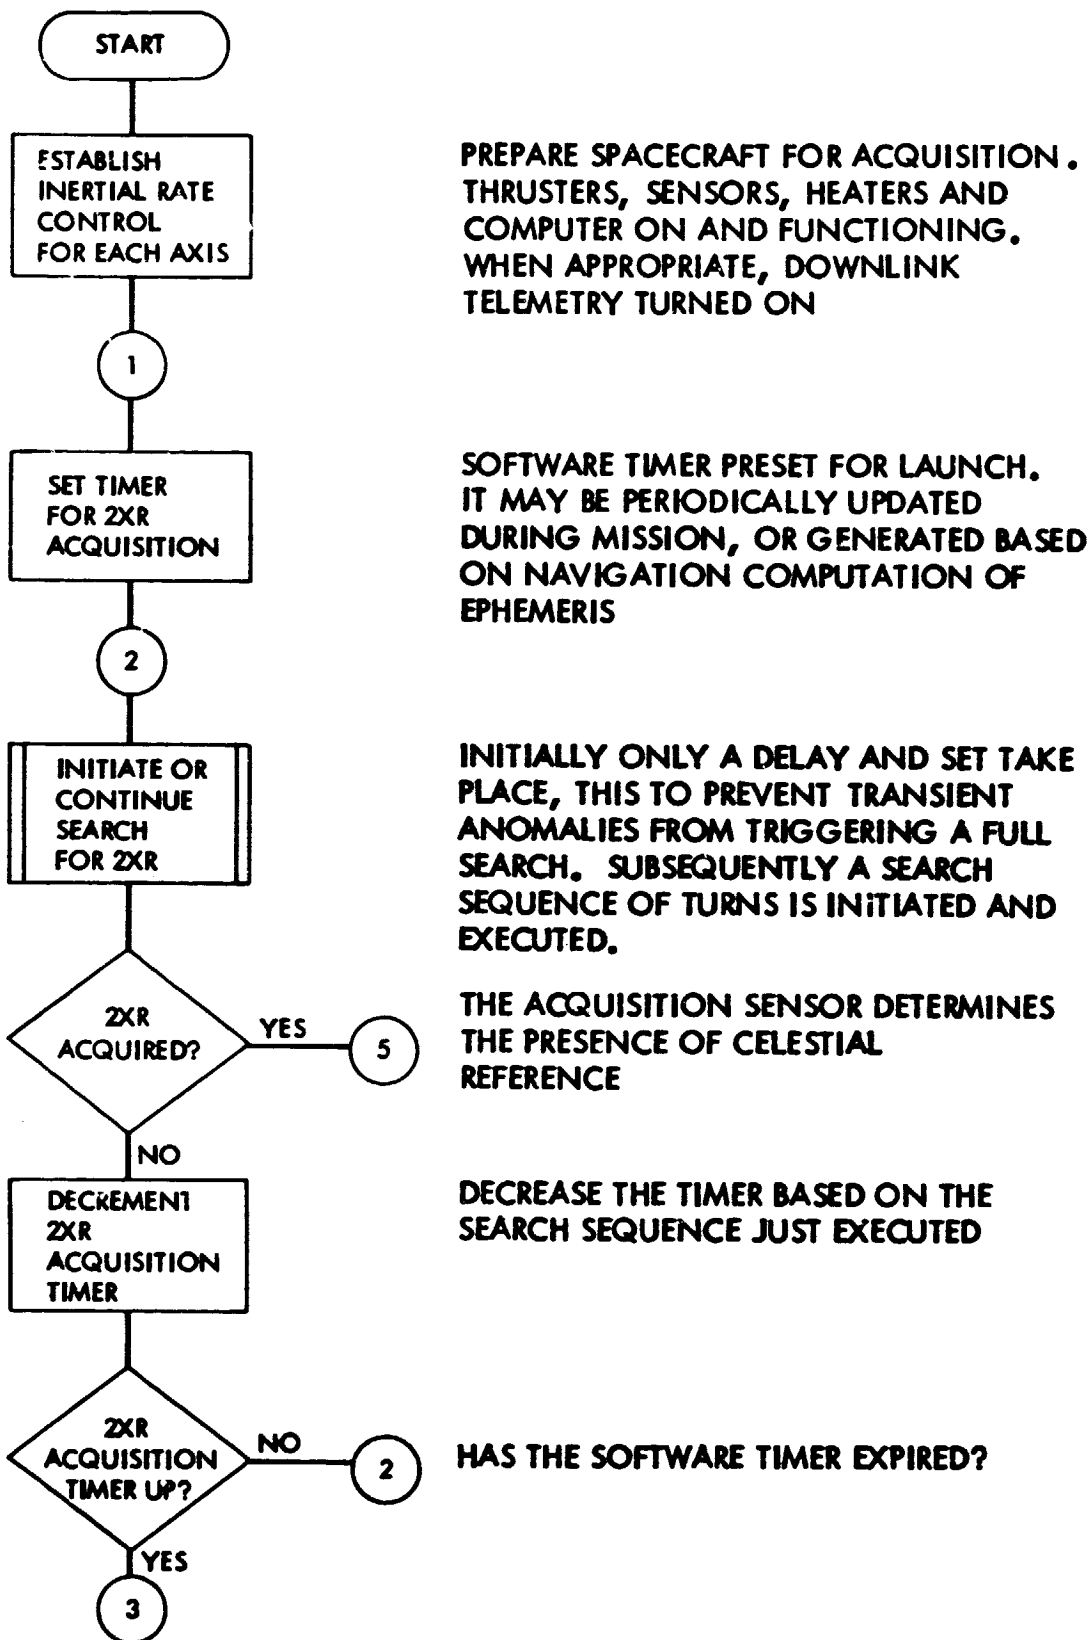 START
ESTABLISH
INERTIAL RATE
CONTROL
FOR EACH AXIS
PREPARE SPACECRAFT FOR ACQUISITION.
THRUSTERS, SENSORS, HEATERS AND
COMPUTER ON AND FUNCTIONING.
WHEN APPROPRIATE, DOWNLINK
TELEMETRY TURNED ON
1
SET TIMER
FOR 2XR
ACQUISITION
SOFTWARE TIMER PRESET FOR LAUNCH.
IT MAY BE PERIODICALLY UPDATED
DURING MISSION, OR GENERATED BASED
ON NAVIGATION COMPUTATION OF
EPHEMERIS
2
INITIATE OR
CONTINUE
SEARCH
FOR 2XR
INITIALLY ONLY A DELAY AND SET TAKE
PLACE, THIS TO PREVENT TRANSIENT
ANOMALIES FROM TRIGGERING A FULL
SEARCH. SUBSEQUENTLY A SEARCH
SEQUENCE OF TURNS IS INITIATED AND
EXECUTED.
2XR
ACQUIRED?
YES
5
THE ACQUISITION SENSOR DETERMINES
THE PRESENCE OF CELESTIAL
REFERENCE
NO
DECREMENT
2XR
ACQUISITION
TIMER
DECREASE THE TIMER BASED ON THE
SEARCH SEQUENCE JUST EXECUTED
2XR
ACQUISITION
TIMER UP?
NO
2
HAS THE SOFTWARE TIMER EXPIRED?
YES
3